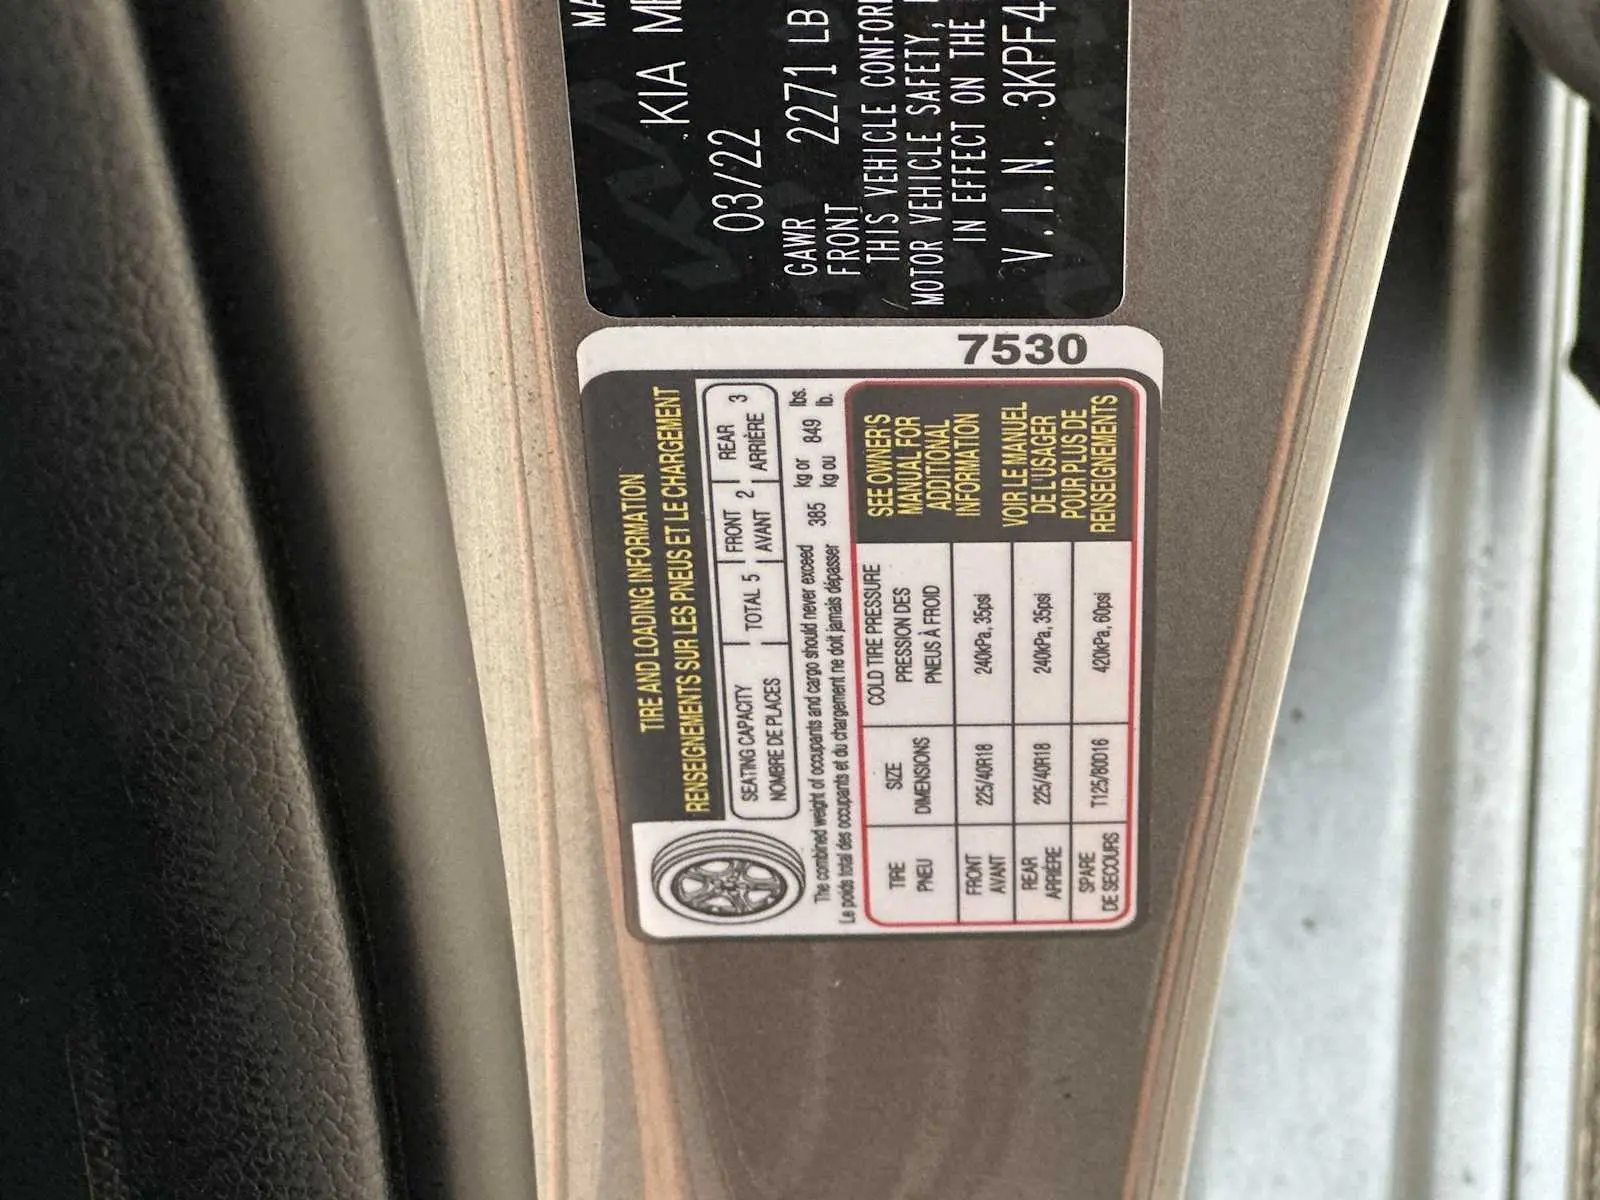 KIA
03/22
GAWR 2271 LB
FRONT
THIS VEHICLE
MOTOR VEHICLE SAFETY,
IN EFFECT ON THE
V.I.N. 3KPF4
7530
TIRE AND LOADING INFORMATION
RENSEIGNEMENTS SUR LES PNEUS ET LE CHARGEMENT
SEATING CAPACITY TOTAL 5 FRONT 2 REAR 3
NOMBRE DE PLACES AVANT ARRIÈRE
The combined weight of occupants and cargo should never exceed 385 kg or 849 lbs.
Le poids total des occupants et du chargement ne doit jamais dépasser kg ou lb.
TIRE SIZE COLD TIRE PRESSURE
PNEU DIMENSIONS PRESSION DES
PNEUS À FROID
FRONT 225/40R18 240kPa, 35psi
AVANT
REAR 225/40R18 240kPa, 35psi
ARRIÈRE
SPARE T125/80D16 420kPa, 60psi
DE SECOURS
SEE OWNER'S
MANUAL FOR
ADDITIONAL
INFORMATION
VOIR LE MANUEL
DE L'USAGER
POUR PLUS DE
RENSEIGNEMENTS